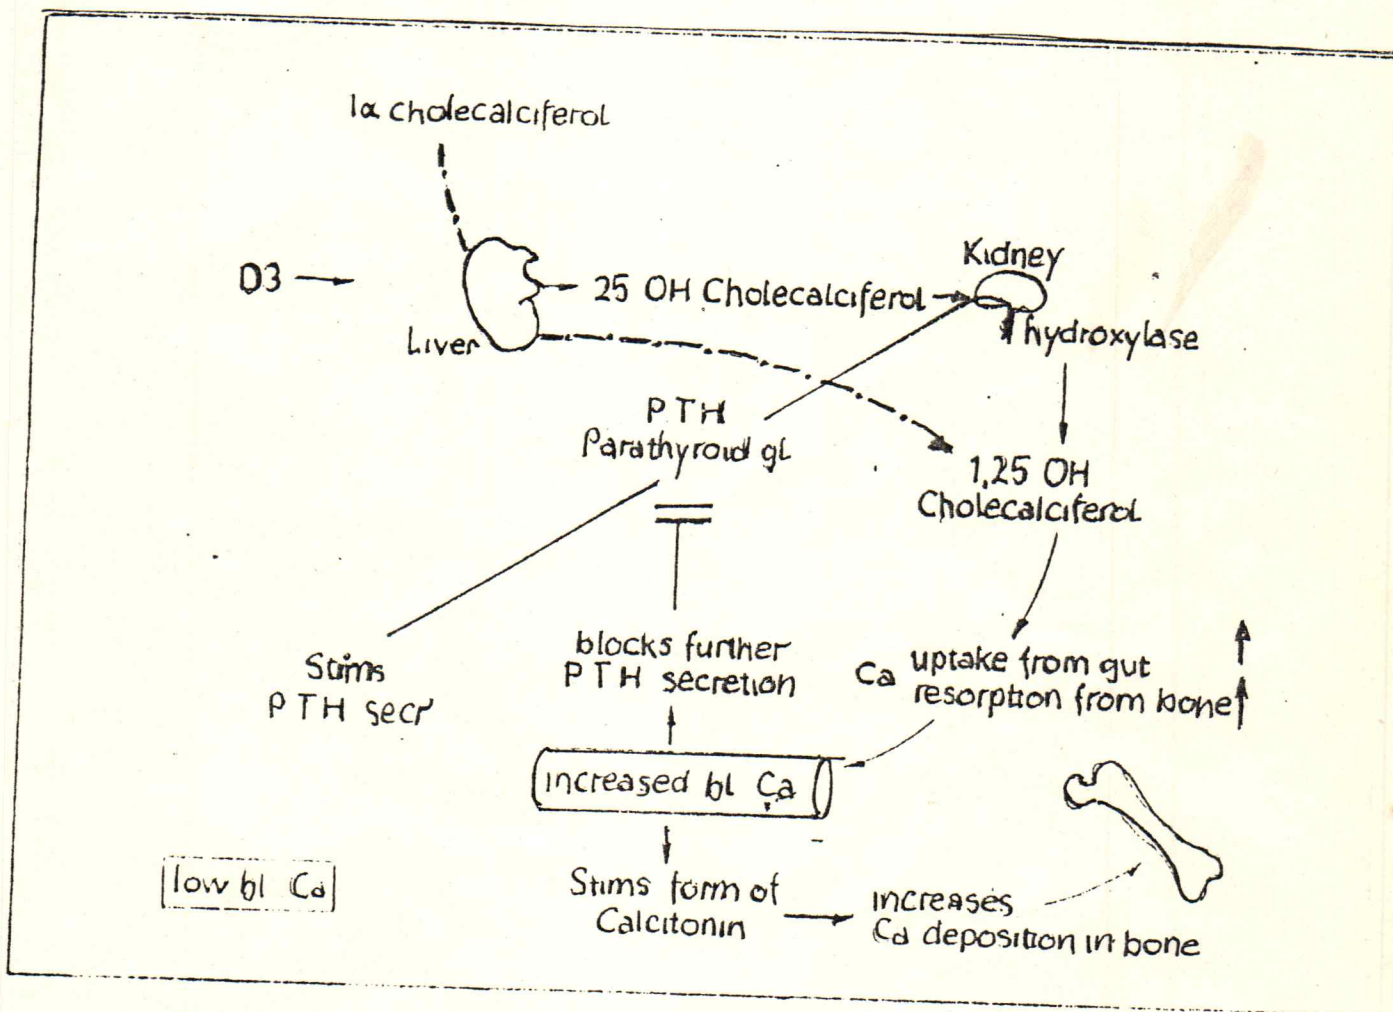 1α cholecalciferol
D3
Liver
25 OH Cholecalciferol
Kidney
hydroxylase
PTH
Parathyroid gl
1,25 OH
Cholecalciferol
Stims
PTH secr
blocks further
PTH secretion
Ca uptake from gut
resorption from bone
increased bl Ca
low bl Ca
Stims form of
Calcitonin
increases
Ca deposition in bone